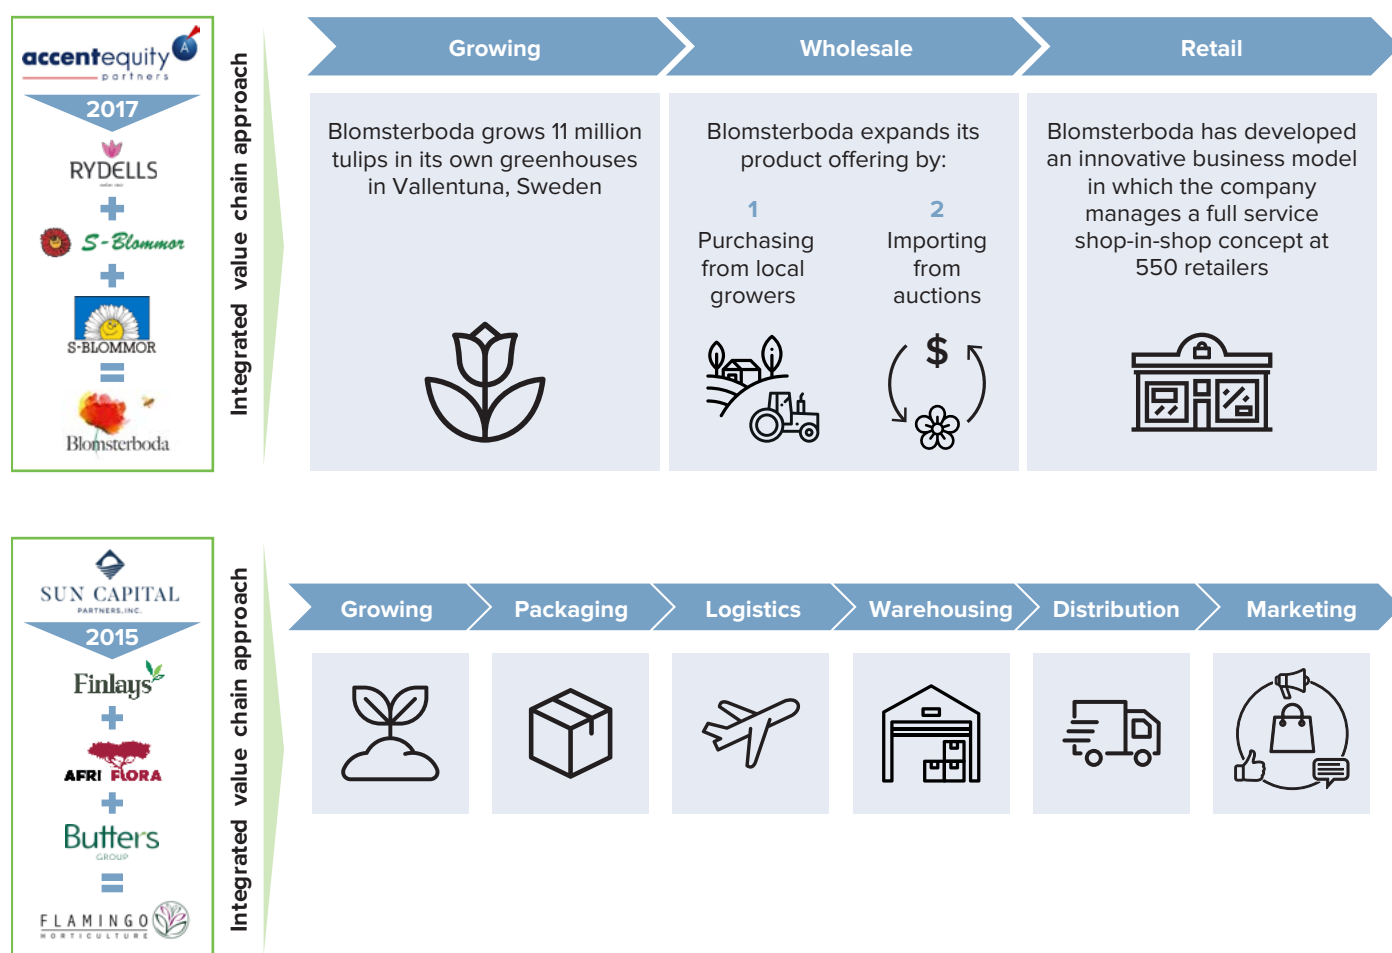 accentequity
partners
2017
RYDELLS
+
S-Blommor
+
S-BLOMMOR
=
Blomsterboda
Integrated value chain approach
Growing
Wholesale
Retail
Blomsterboda grows 11 million
tulips in its own greenhouses
in Vallentuna, Sweden
Blomsterboda expands its
product offering by:
1
Purchasing
from local
growers
2
Importing
from
auctions
$
Blomsterboda has developed
an innovative business model
in which the company
manages a full service
shop-in-shop concept at
550 retailers
SUN CAPITAL
PARTNERS, INC.
2015
Finlays
+
AFRIFLORA
+
Butters
GROUP
=
FLAMINGO
HORTICULTURE
Integrated value chain approach
Growing
Packaging
Logistics
Warehousing
Distribution
Marketing